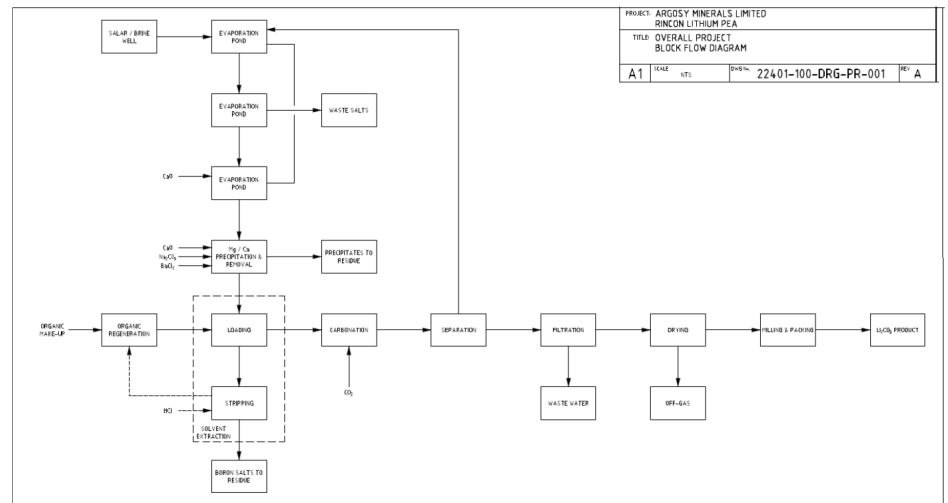 PROJECT: ARGOSY MINERALS LIMITED
RINCON LITHIUM PEA
TITLE: OVERALL PROJECT
BLOCK FLOW DIAGRAM
A1 SCALE NTS DWG No. 22401-100-DRG-PR-001 REV A
SALAR / BRINE
WELL
EVAPORATION
POND
EVAPORATION
POND
WASTE SALTS
CaO
EVAPORATION
POND
CaO
Na₂CO₃
BaCl₂
Mg / Ca
PRECIPITATION &
REMOVAL
PRECIPITATES TO
RESIDUE
ORGANIC
MAKE-UP
ORGANIC
REGENERATION
LOADING
CARBONATION
SEPARATION
FILTRATION
DRYING
MILLING & PACKING
Li₂CO₃ PRODUCT
CO₂
HCl
STRIPPING
WASTE WATER
OFF-GAS
SOLVENT
EXTRACTION
BORON SALTS TO
RESIDUE